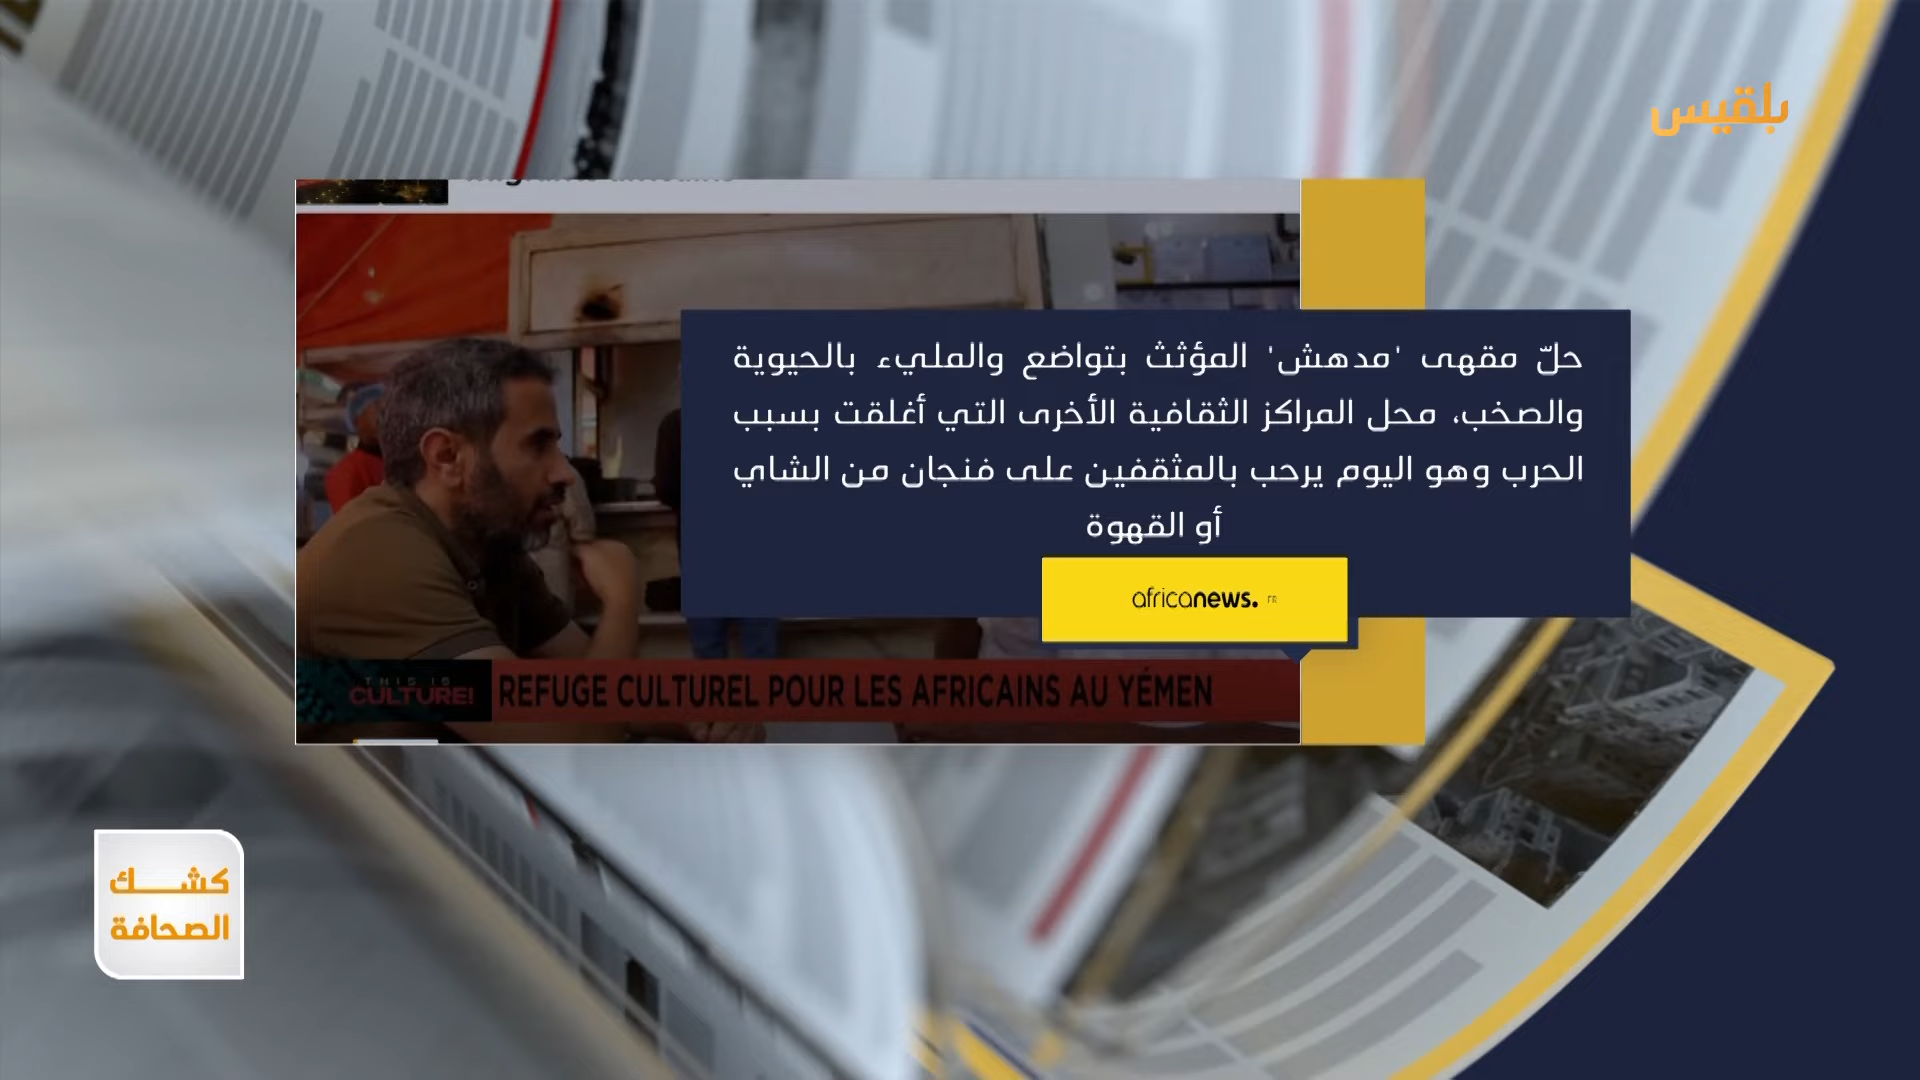 بلقيس
حلّ مقهى 'مدهش' المؤثث بتواضع والمليء بالحيوية
والصخب، محل المراكز الثقافية الأخرى التي أغلقت بسبب
الحرب وهو اليوم يرحب بالمثقفين على فنجان من الشاي
أو القهوة
africanews. FR
THIS IS
CULTURE!
REFUGE CULTUREL POUR LES AFRICAINS AU YÉMEN
كشك
الصحافة